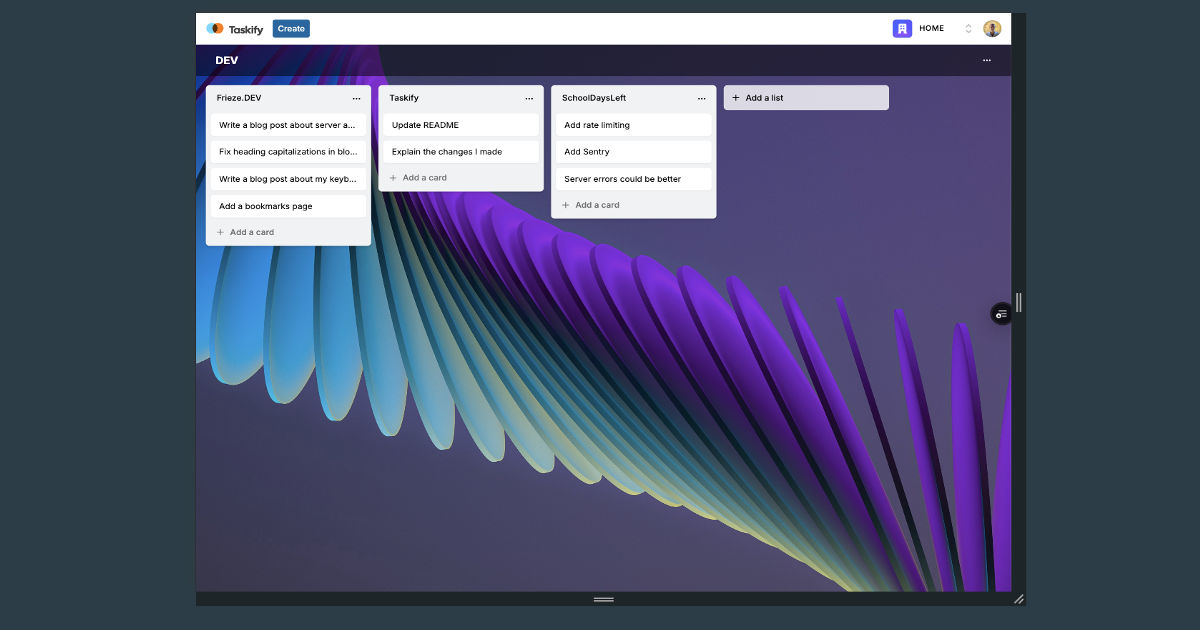 Taskify
Create
HOME
DEV
Frieze.DEV
Write a blog post about server a...
Fix heading capitalizations in blo...
Write a blog post about my keyb...
Add a bookmarks page
+ Add a card
Taskify
Update README
Explain the changes I made
+ Add a card
SchoolDaysLeft
Add rate limiting
Add Sentry
Server errors could be better
+ Add a card
+ Add a list